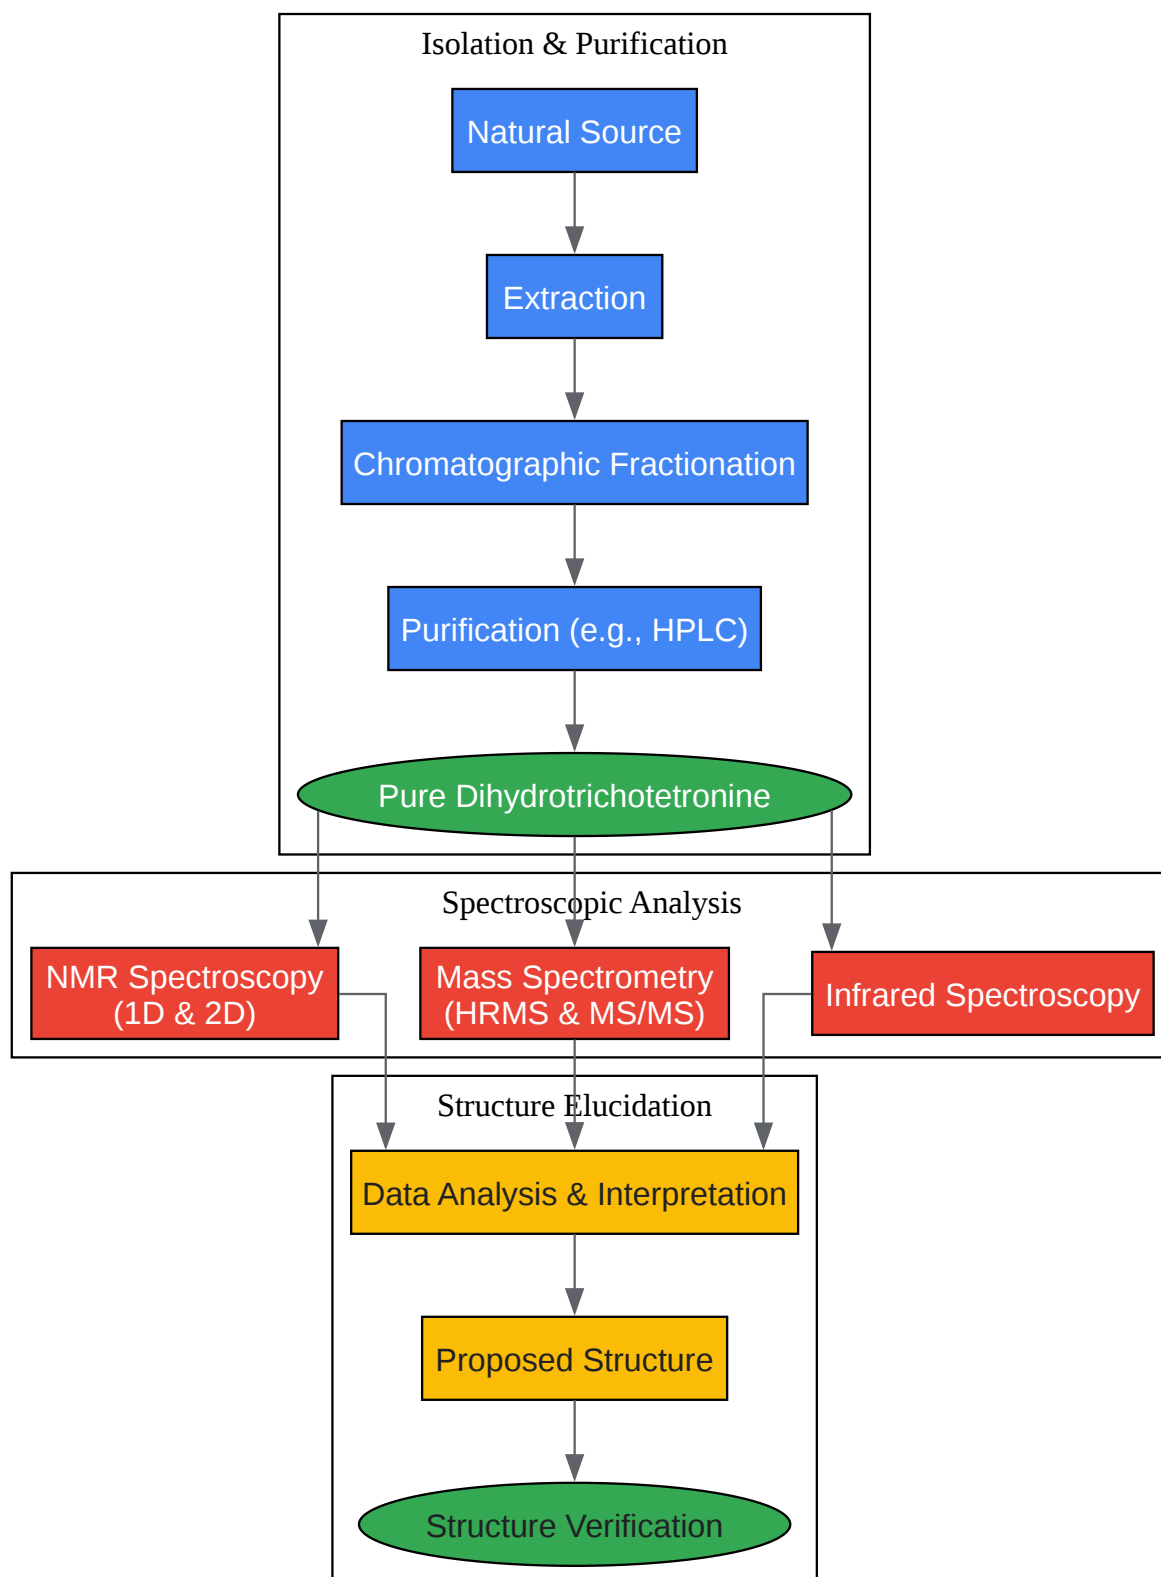 Isolation & Purification
Natural Source
Extraction
Chromatographic Fractionation
Purification (e.g., HPLC)
Pure Dihydrotrichotetronine
Spectroscopic Analysis
NMR Spectroscopy
(1D & 2D)
Mass Spectrometry
(HRMS & MS/MS)
Infrared Spectroscopy
Structure Elucidation
Data Analysis & Interpretation
Proposed Structure
Structure Verification